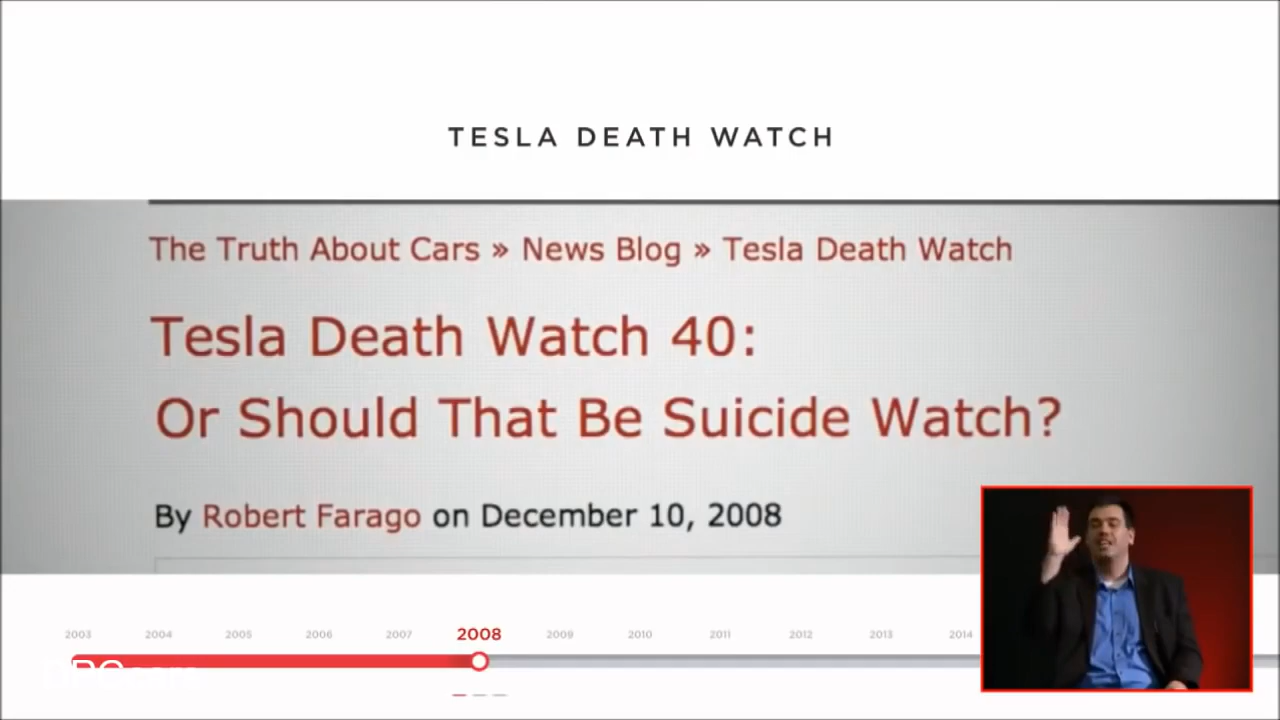 TESLA DEATH WATCH
The Truth About Cars » News Blog » Tesla Death Watch
Tesla Death Watch 40:
Or Should That Be Suicide Watch?
By Robert Farago on December 10, 2008
2003 2004 2005 2006 2007 2008 2009 2010 2011 2012 2013 2014